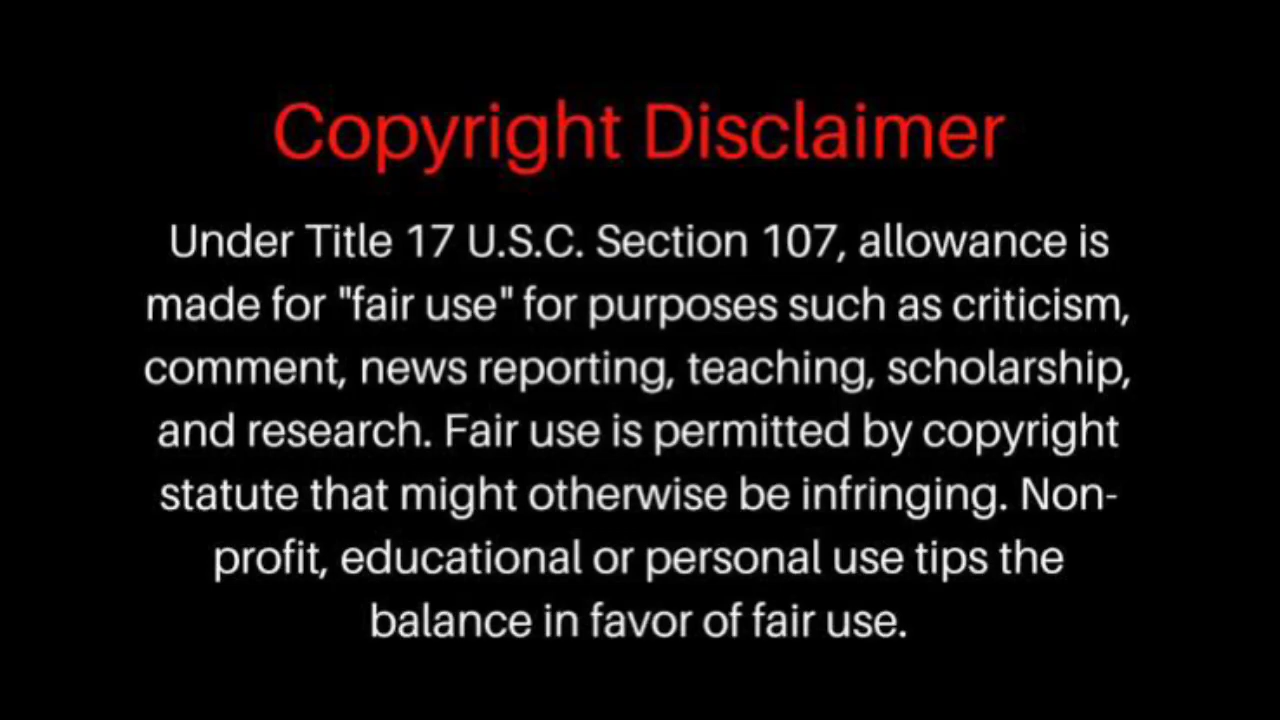 Copyright Disclaimer
Under Title 17 U.S.C. Section 107, allowance is
made for "fair use" for purposes such as criticism,
comment, news reporting, teaching, scholarship,
and research. Fair use is permitted by copyright
statute that might otherwise be infringing. Non-
profit, educational or personal use tips the
balance in favor of fair use.